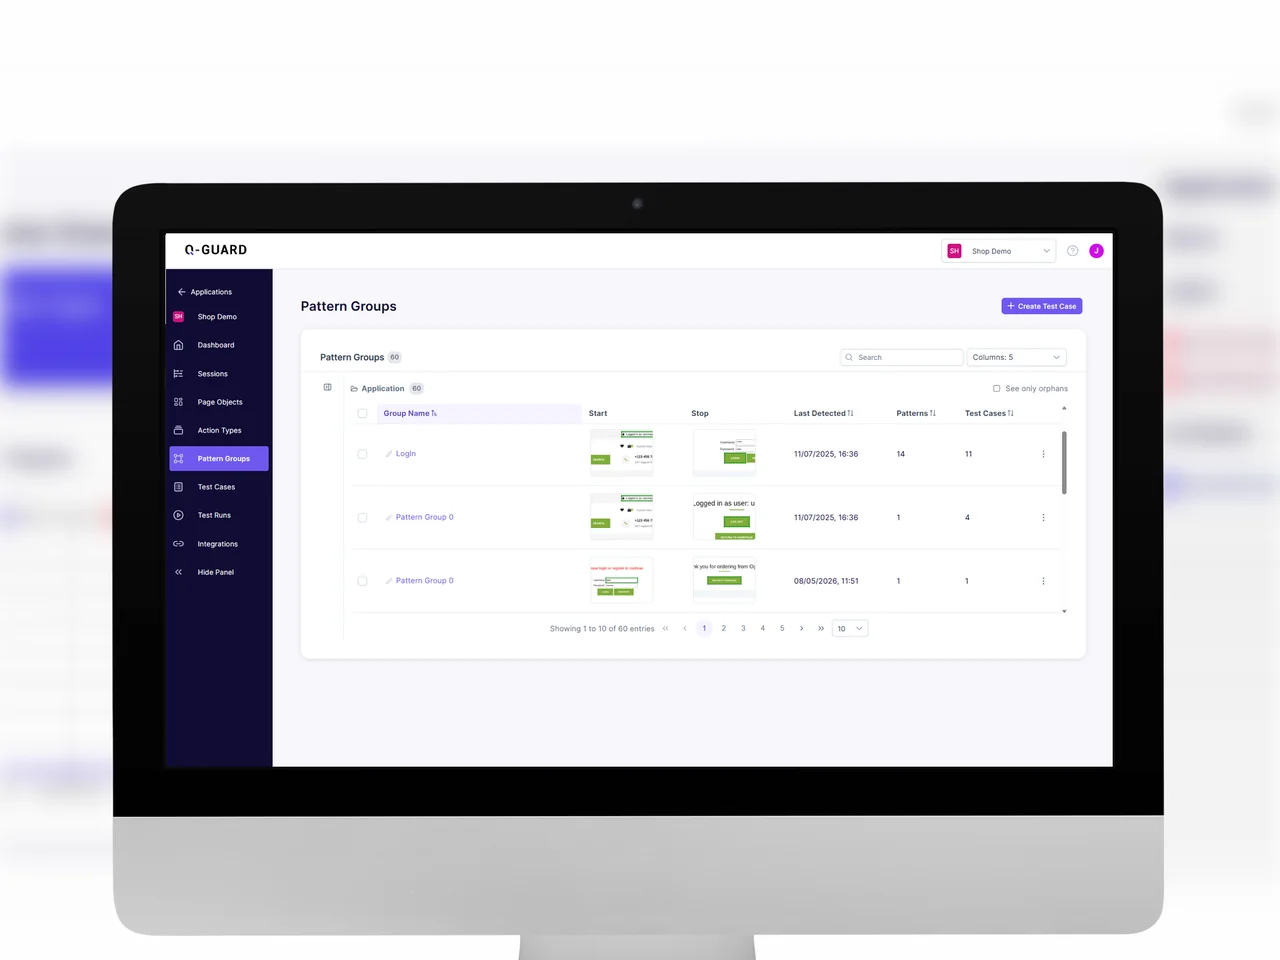 Q-GUARD
SH Shop Demo
? J
Applications
SH Shop Demo
Dashboard
Sessions
Page Objects
Action Types
Pattern Groups
Test Cases
Test Runs
Integrations
Hide Panel
Pattern Groups
+ Create Test Case
Pattern Groups 60
Search
Columns: 5
Application 60
See only orphans
Group Name Start Stop Last Detected Patterns Test Cases
LogIn 11/07/2025, 16:36 14 11
Pattern Group 0 11/07/2025, 16:36 1 4
Logged in as user: u
Pattern Group 0 08/05/2026, 11:51 1 1
Showing 1 to 10 of 60 entries « ‹ 1 2 3 4 5 › » 10